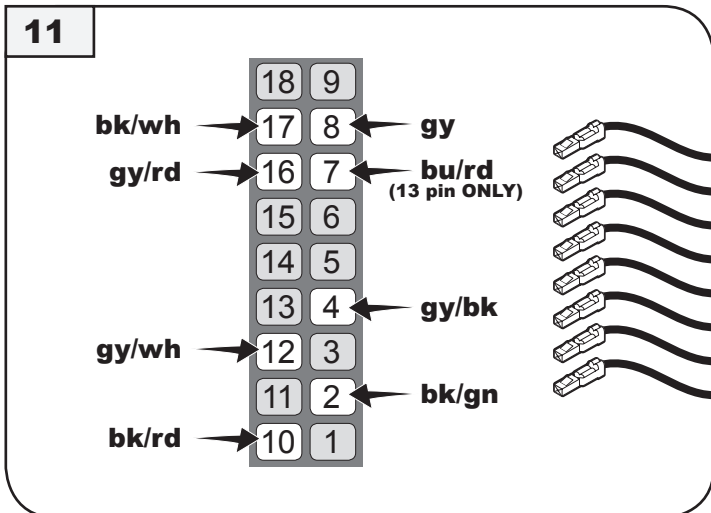 11
18 9
bk/wh 17 8 gy
gy/rd 16 7 bu/rd
(13 pin ONLY)
15 6
14 5
13 4 gy/bk
gy/wh 12 3
11 2 bk/gn
bk/rd 10 1